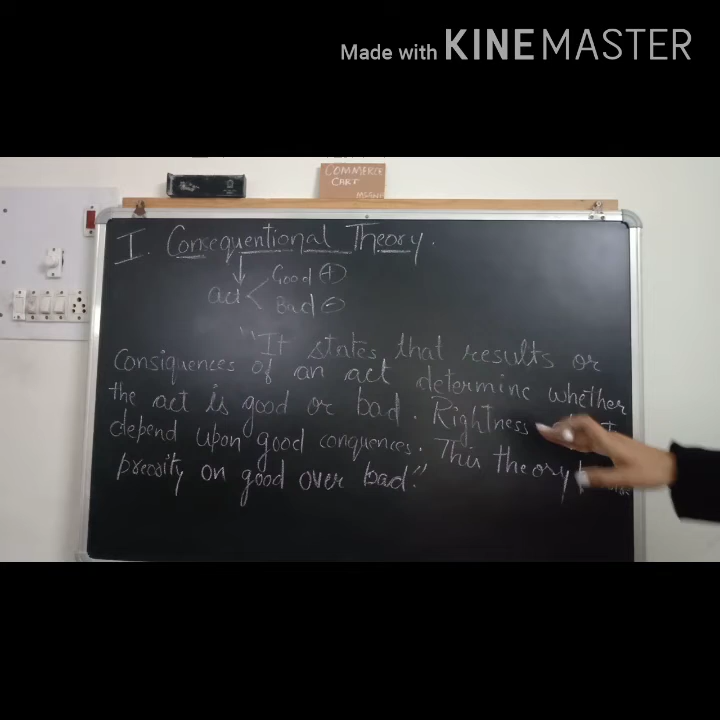 Made with KINEMASTER
COMMERCE
CART
I. Consequentional Theory.
Good +
act
Bad -
"It states that results or
Consiquences of an act determine whether
the act is good or bad. Rightness
depend upon good conquences. This theory
preority on good over bad."